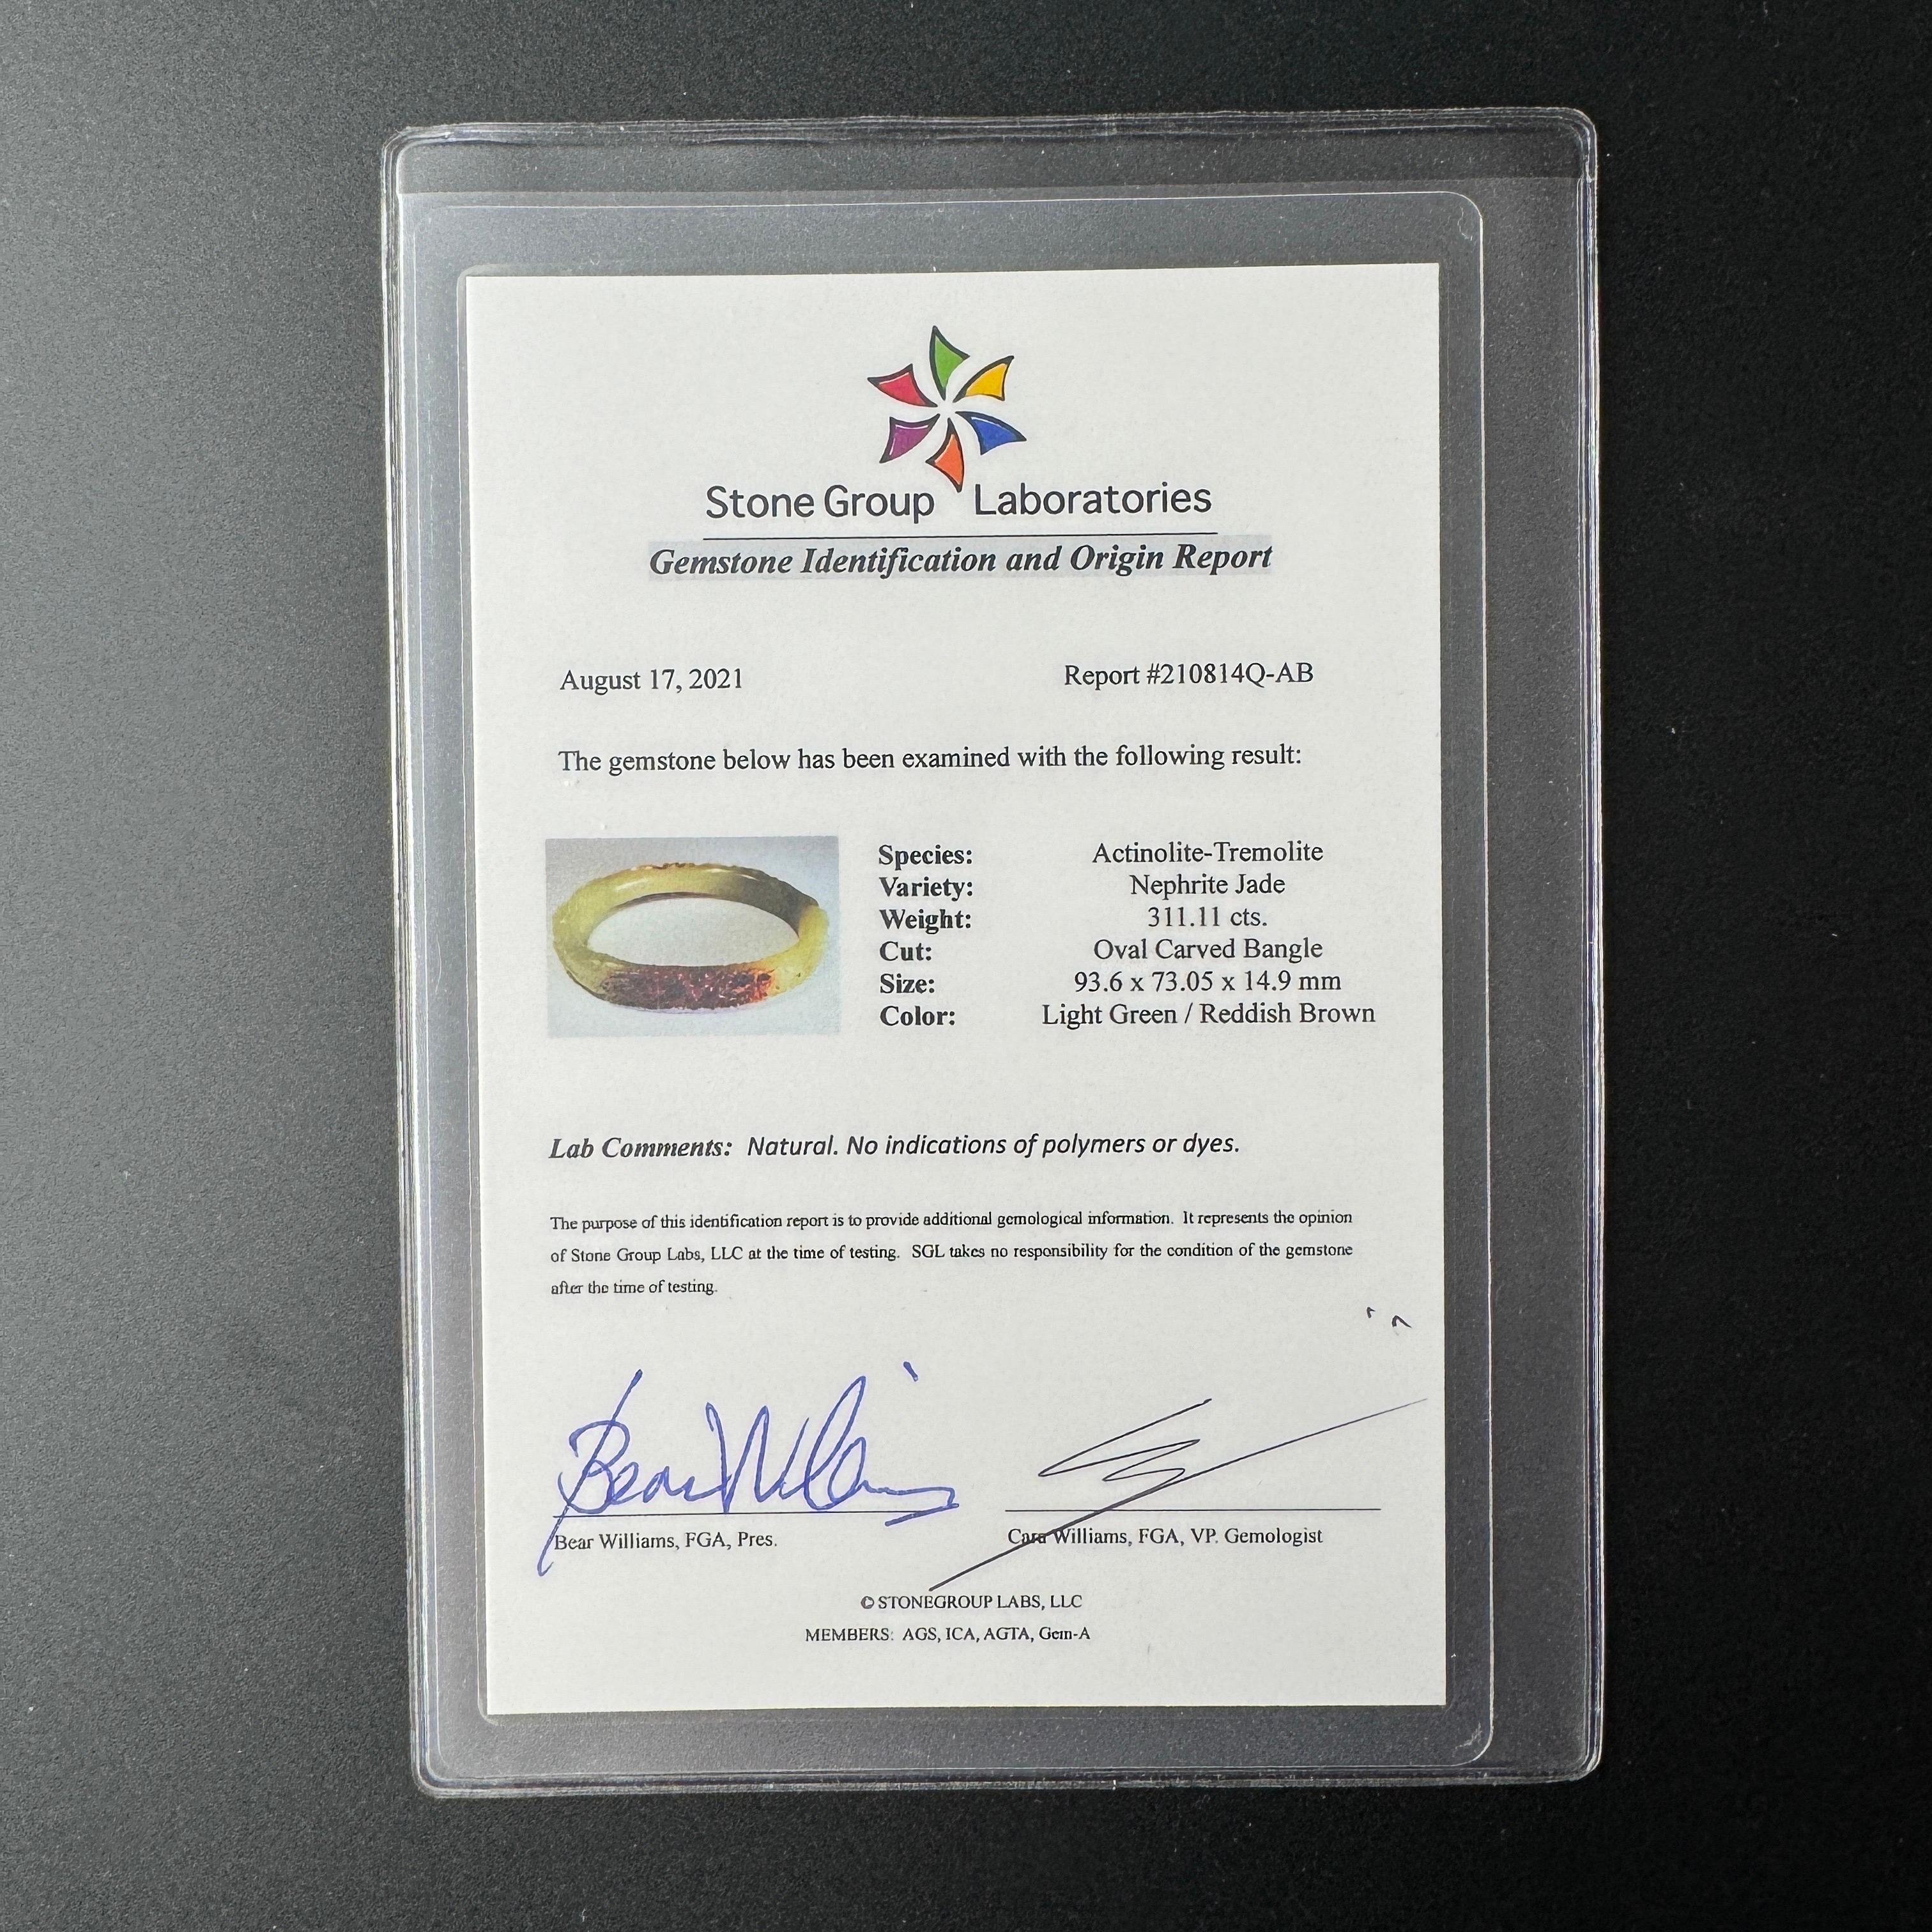 Stone Group Laboratories
Gemstone Identification and Origin Report
August 17, 2021 Report #210814Q-AB
The gemstone below has been examined with the following result:
Species: Actinolite-Tremolite
Variety: Nephrite Jade
Weight: 311.11 cts.
Cut: Oval Carved Bangle
Size: 93.6 x 73.05 x 14.9 mm
Color: Light Green / Reddish Brown
Lab Comments: Natural. No indications of polymers or dyes.
The purpose of this identification report is to provide additional gemological information. It represents the opinion
of Stone Group Labs, LLC at the time of testing. SGL takes no responsibility for the condition of the gemstone
after the time of testing.
Bear Williams
Bear Williams, FGA, Pres. Cara Williams, FGA, VP. Gemologist
© STONEGROUP LABS, LLC
MEMBERS: AGS, ICA, AGTA, Gem-A